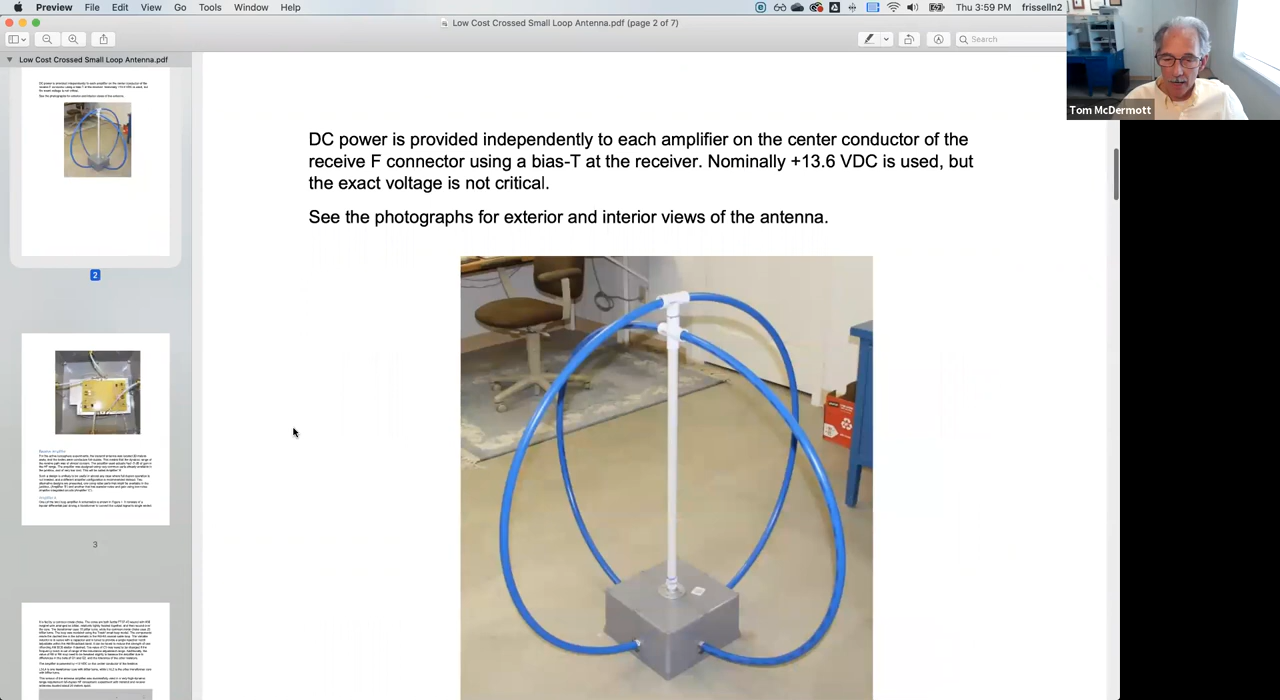 Preview File Edit View Go Tools Window Help
Thu 3:59 PM frisselln2
Low Cost Crossed Small Loop Antenna.pdf (page 2 of 7)
Search
Low Cost Crossed Small Loop Antenna.pdf
Tom McDermott
DC power is provided independently to each amplifier on the center conductor of the
receive F connector using a bias-T at the receiver. Nominally +13.6 VDC is used, but
the exact voltage is not critical.
See the photographs for exterior and interior views of the antenna.
2
3